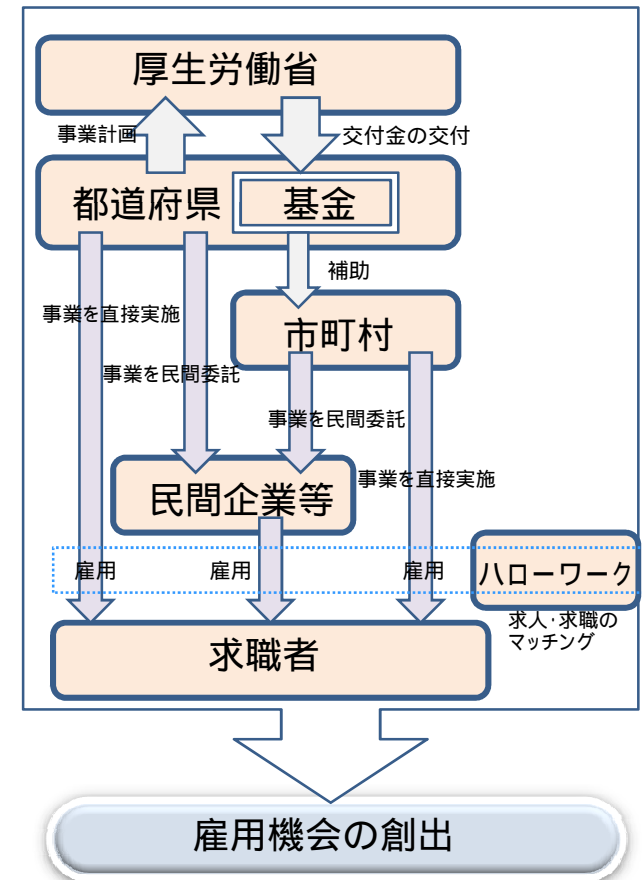 厚生労働省
事業計画
交付金の交付
都道府県
基金
補助
事業を直接実施
市町村
事業を民間委託
事業を民間委託
事業を直接実施
民間企業等
雇用
雇用
雇用
ハローワーク
求人・求職の
マッチング
求職者
雇用機会の創出